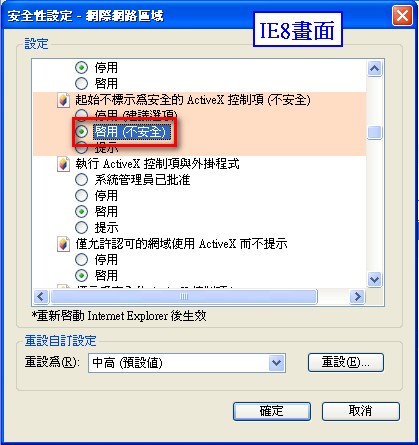 安全性設定 - 網際網路區域
IE8畫面
設定
停用
啟用
起始不標示為安全的 ActiveX 控制項 (不安全)
停用 (建議選項)
啟用 (不安全)
提示
執行 ActiveX 控制項與外掛程式
系統管理員已批准
停用
啟用
提示
僅允許認可的網域使用 ActiveX 而不提示
停用
啟用
*重新啟動 Internet Explorer 後生效
重設自訂設定
重設為(R):
中高 (預設值)
重設(E)...
確定
取消